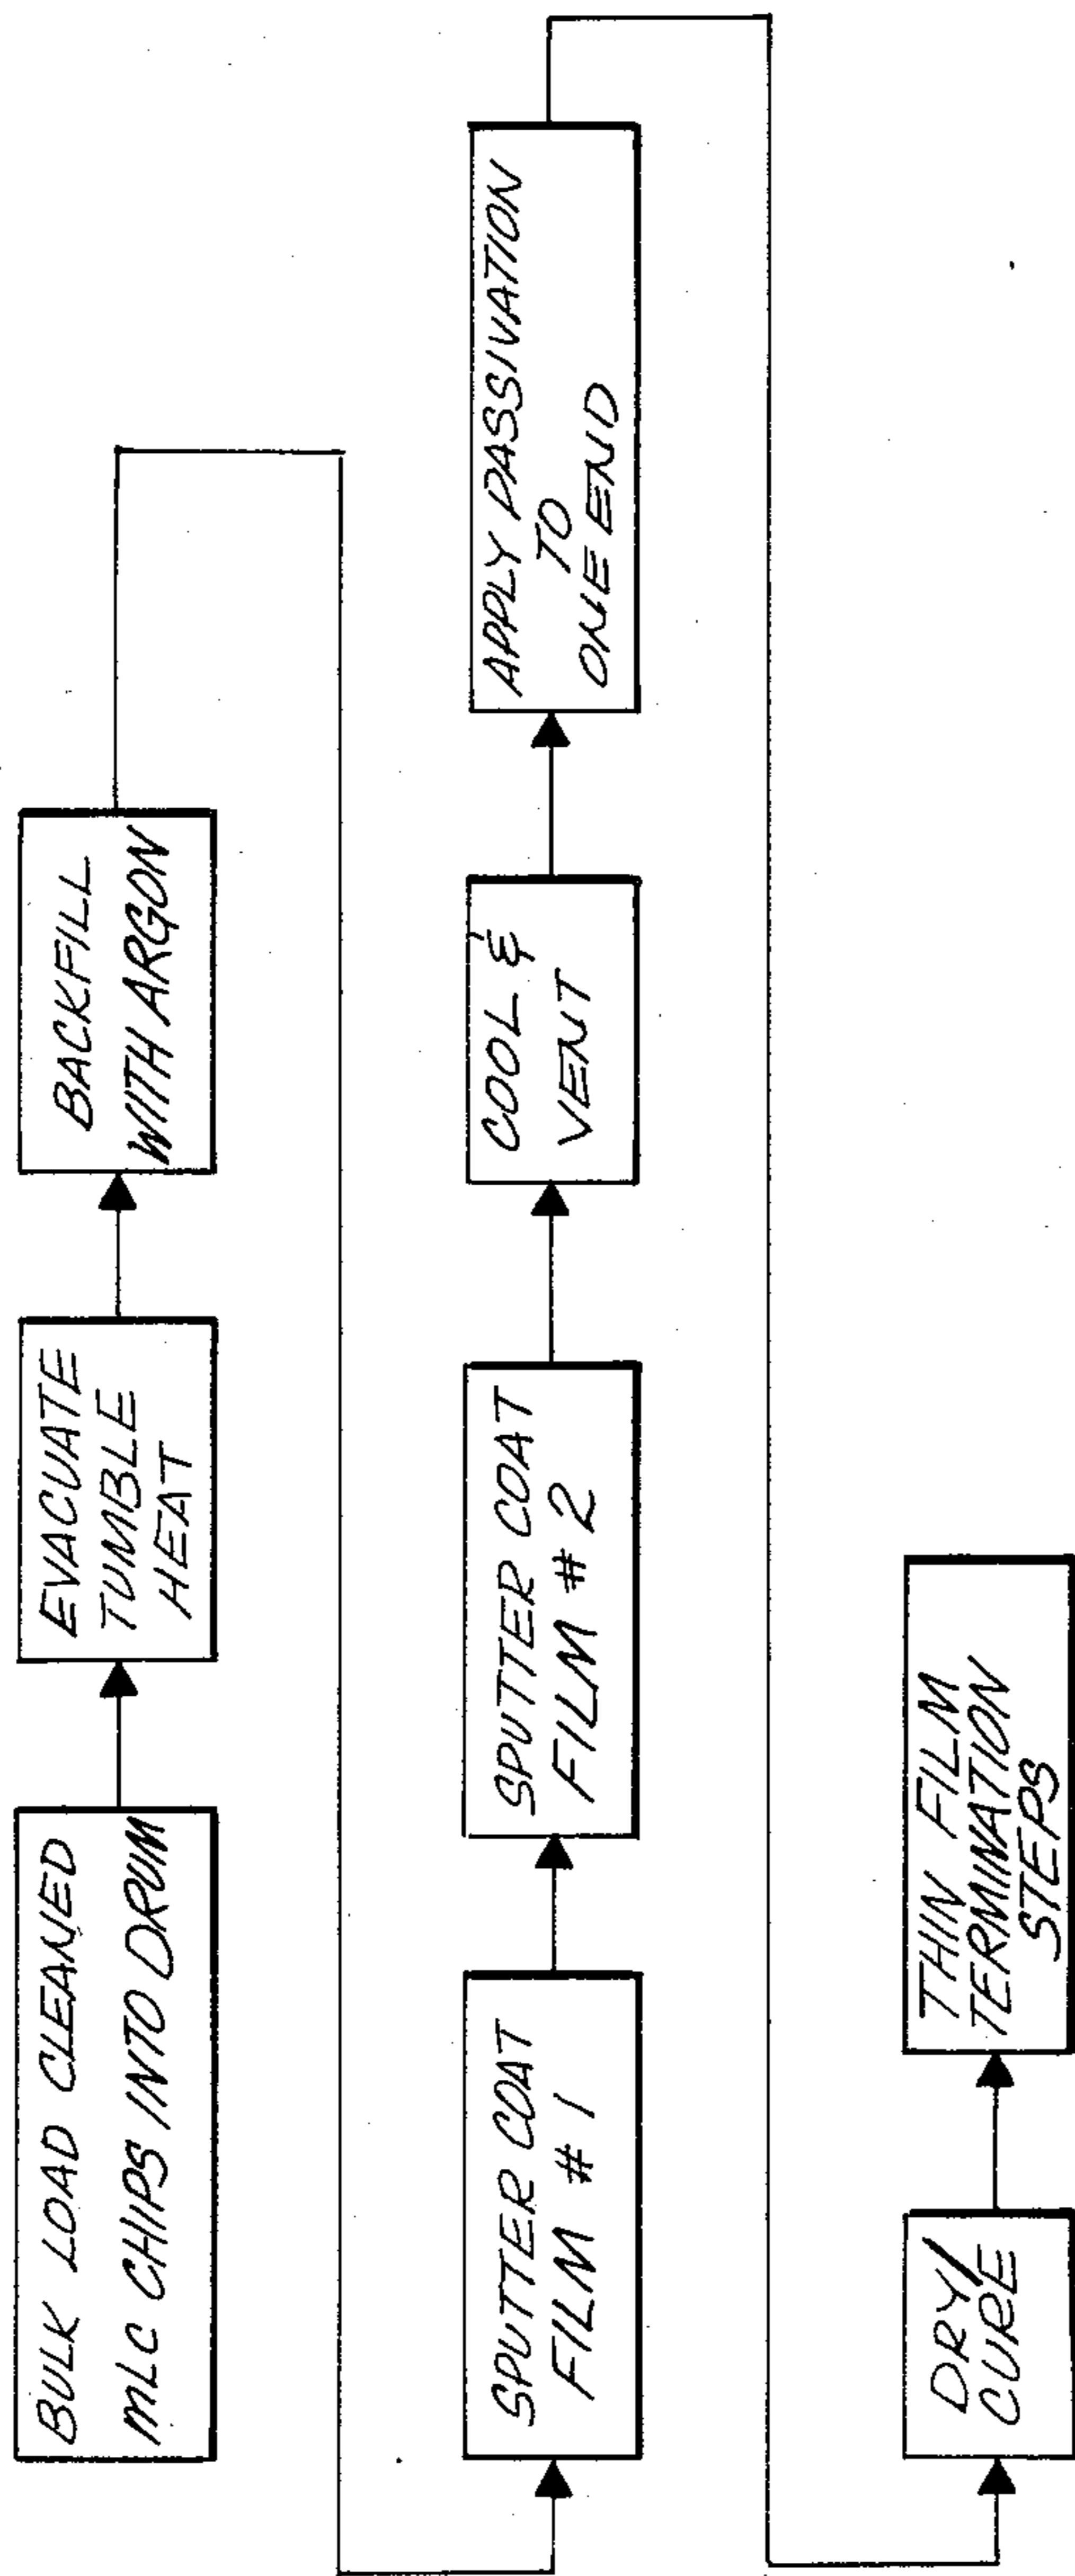 BULK LOAD CLEANED
MLC CHIPS INTO DRUM
EVACUATE
TUMBLE
HEAT
BACKFILL
WITH ARGON
SPUTTER COAT
FILM # 1
SPUTTER COAT
FILM # 2
COOL &
VENT
APPLY PASSIVATION
TO
ONE END
DRY/
CURE
THIN FILM
TERMINATION
STEPS